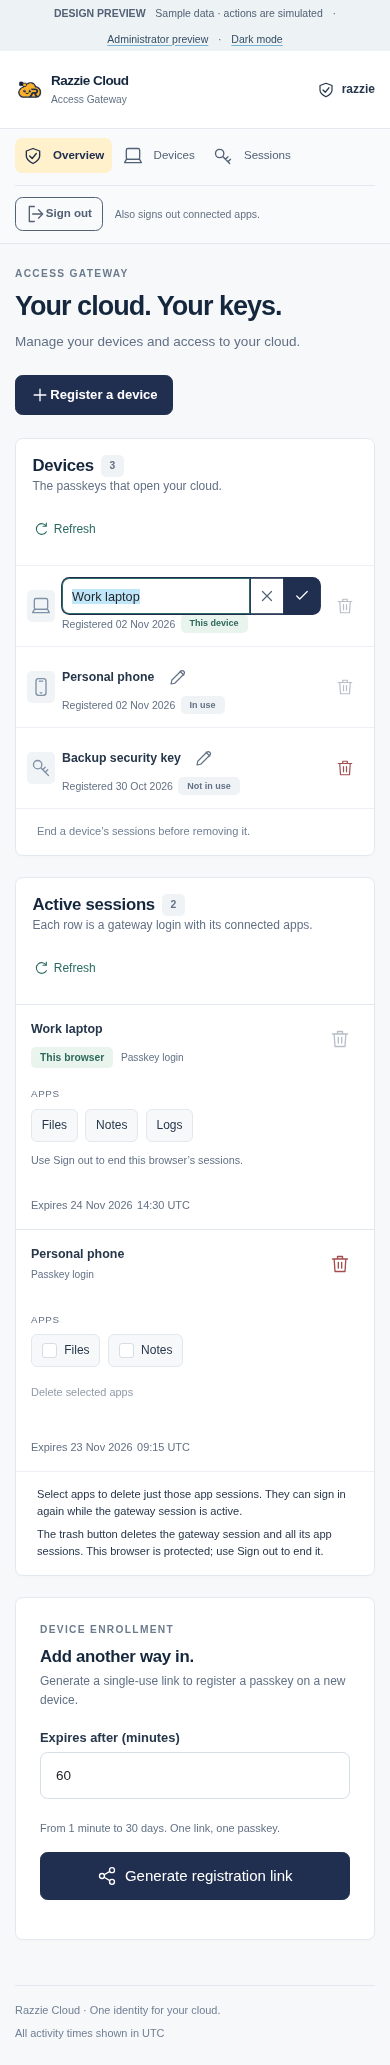 DESIGN PREVIEW Sample data · actions are simulated ·
Administrator preview · Dark mode
Razzie Cloud
Access Gateway
razzie
Overview Devices Sessions
Sign out Also signs out connected apps.
ACCESS GATEWAY
Your cloud. Your keys.
Manage your devices and access to your cloud.
Register a device
Devices 3
The passkeys that open your cloud.
Refresh
Work laptop
Registered 02 Nov 2026 This device
Personal phone
Registered 02 Nov 2026 In use
Backup security key
Registered 30 Oct 2026 Not in use
End a device's sessions before removing it.
Active sessions 2
Each row is a gateway login with its connected apps.
Refresh
Work laptop
This browser Passkey login
APPS
Files Notes Logs
Use Sign out to end this browser's sessions.
Expires 24 Nov 2026 14:30 UTC
Personal phone
Passkey login
APPS
Files Notes
Delete selected apps
Expires 23 Nov 2026 09:15 UTC
Select apps to delete just those app sessions. They can sign in
again while the gateway session is active.
The trash button deletes the gateway session and all its app
sessions. This browser is protected; use Sign out to end it.
DEVICE ENROLLMENT
Add another way in.
Generate a single-use link to register a passkey on a new
device.
Expires after (minutes)
60
From 1 minute to 30 days. One link, one passkey.
Generate registration link
Razzie Cloud · One identity for your cloud.
All activity times shown in UTC